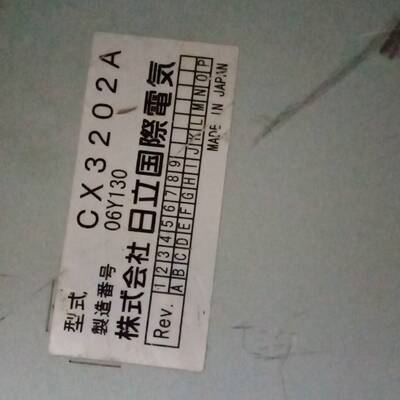 型式 CX3202A
製造番号 06Y130
株式会社 日立国際電気
Rev. 1 2 3 4 5 6 7 8 9
A B C D E F G H I J K L M N O P
MADE IN JAPAN